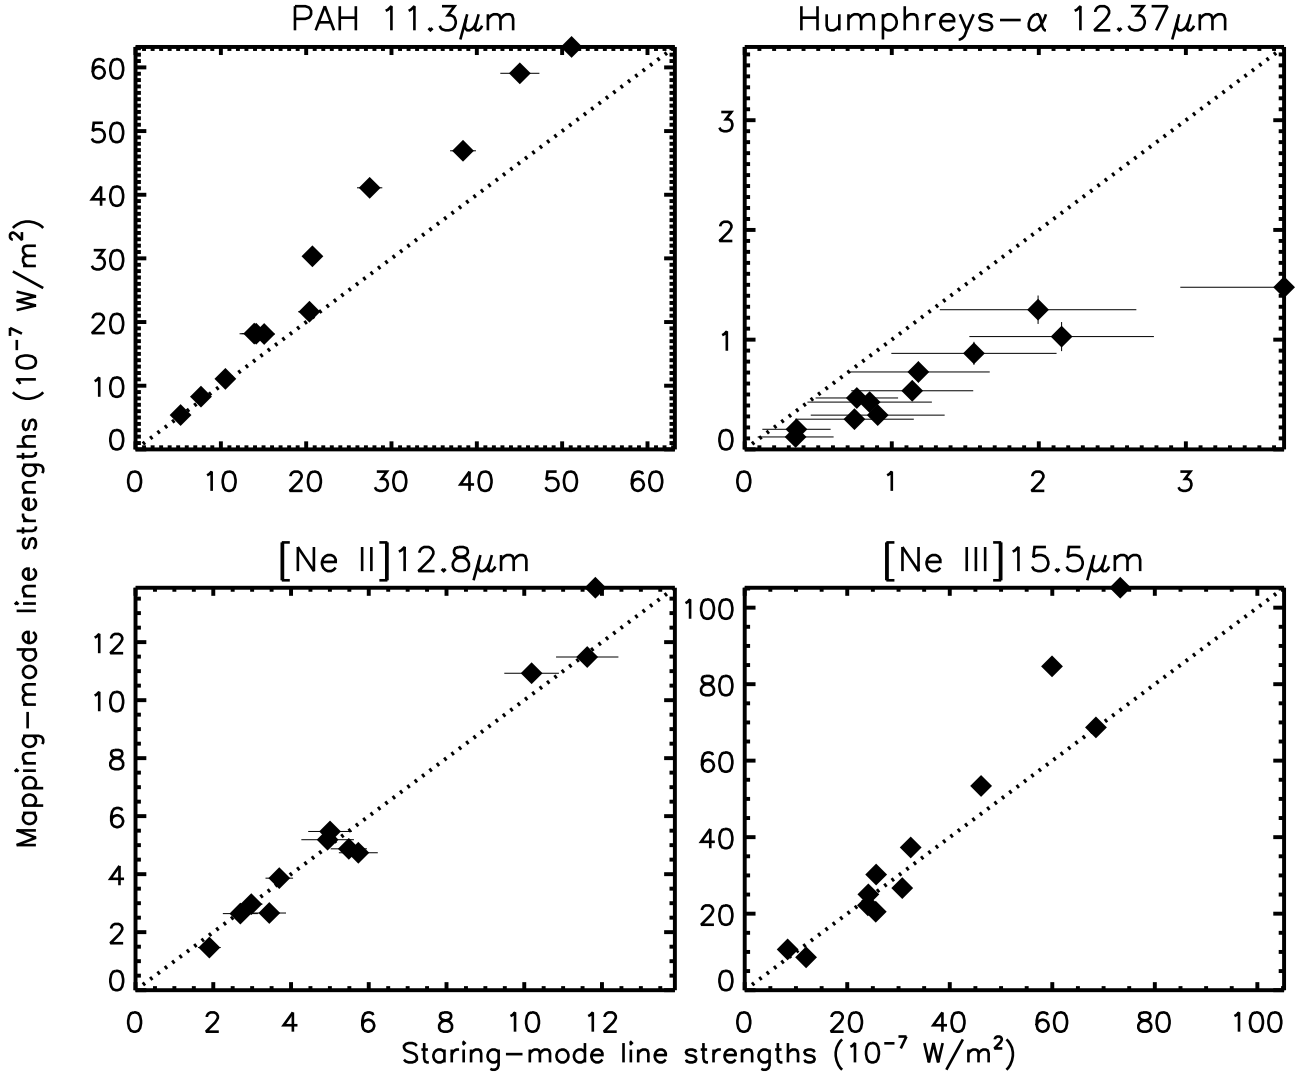 PAH 11.3μm
60
50
40
30
20
10
0
0 10 20 30 40 50 60
Humphreys-α 12.37μm
3
2
1
0
0 1 2 3
[Ne II]12.8μm
12
10
8
6
4
2
0
0 2 4 6 8 10 12
[Ne III]15.5μm
100
80
60
40
20
0
0 20 40 60 80 100
Mapping-mode line strengths (10⁻⁷ W/m²)
Staring-mode line strengths (10⁻⁷ W/m²)